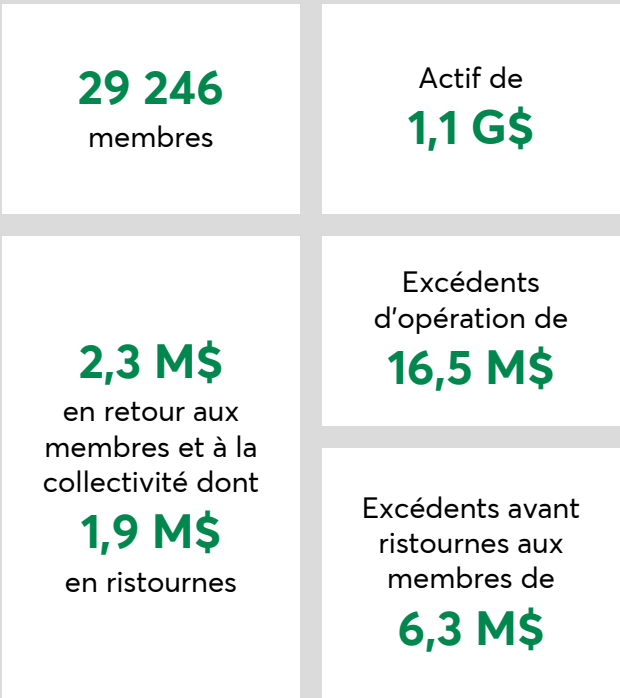 29 246
membres
Actif de
1,1 G$
2,3 M$
en retour aux
membres et à la
collectivité dont
1,9 M$
en ristournes
Excédents
d’opération de
16,5 M$
Excédents avant
ristournes aux
membres de
6,3 M$